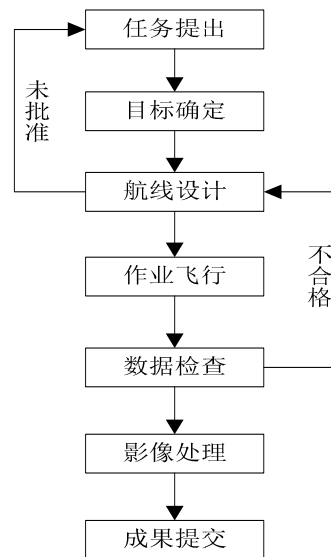 任务提出
未批准
目标确定
航线设计
作业飞行
不合格
数据检查
影像处理
成果提交